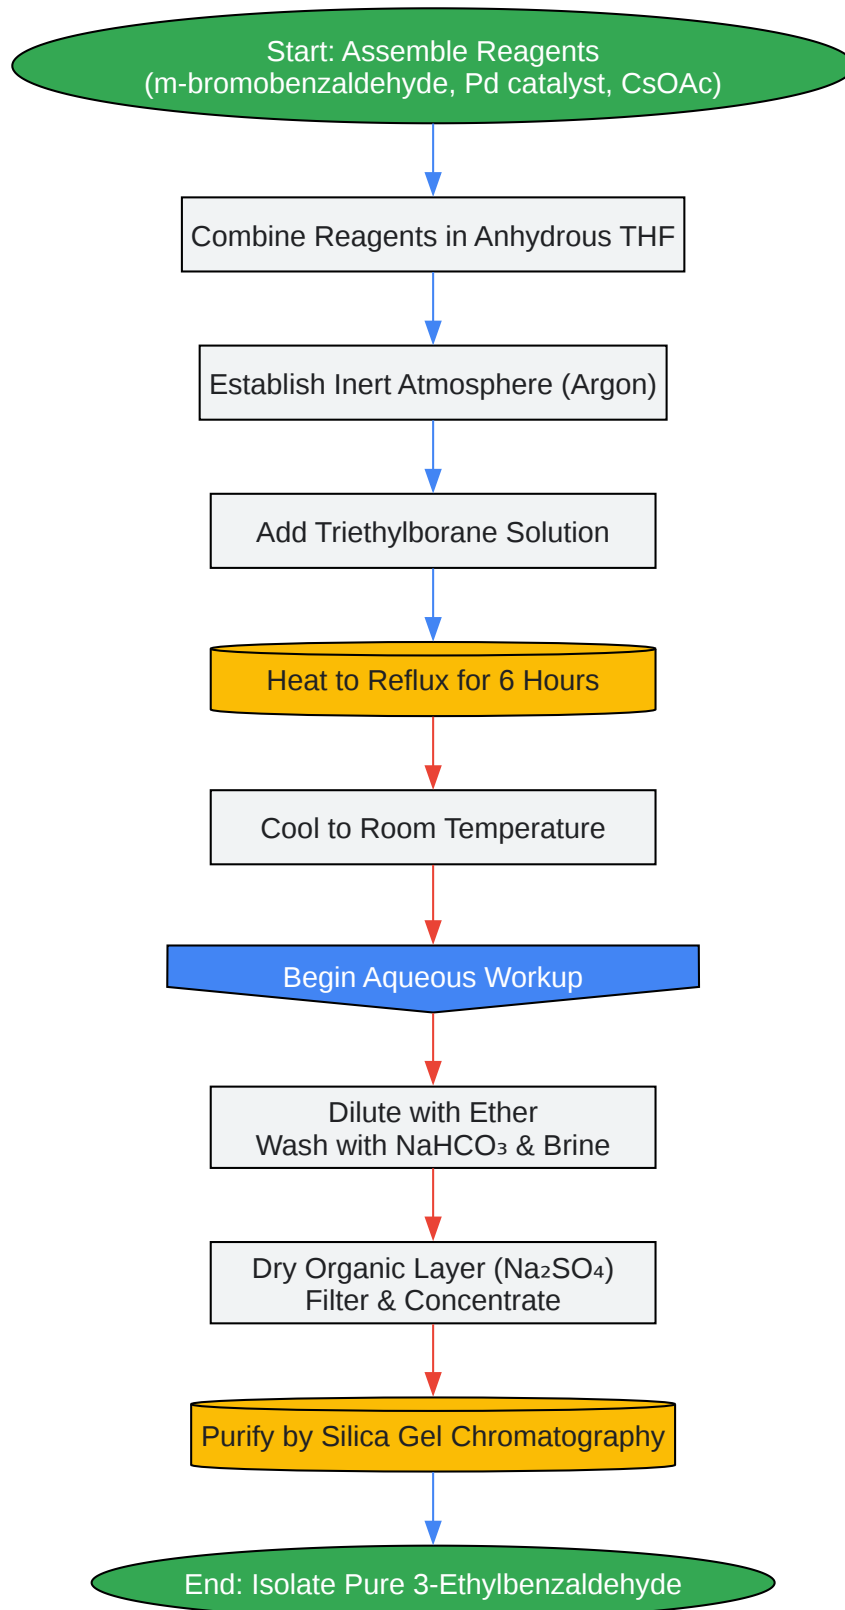 Start: Assemble Reagents
(m-bromobenzaldehyde, Pd catalyst, CsOAc)
Combine Reagents in Anhydrous THF
Establish Inert Atmosphere (Argon)
Add Triethylborane Solution
Heat to Reflux for 6 Hours
Cool to Room Temperature
Begin Aqueous Workup
Dilute with Ether
Wash with NaHCO₃ & Brine
Dry Organic Layer (Na₂SO₄)
Filter & Concentrate
Purify by Silica Gel Chromatography
End: Isolate Pure 3-Ethylbenzaldehyde